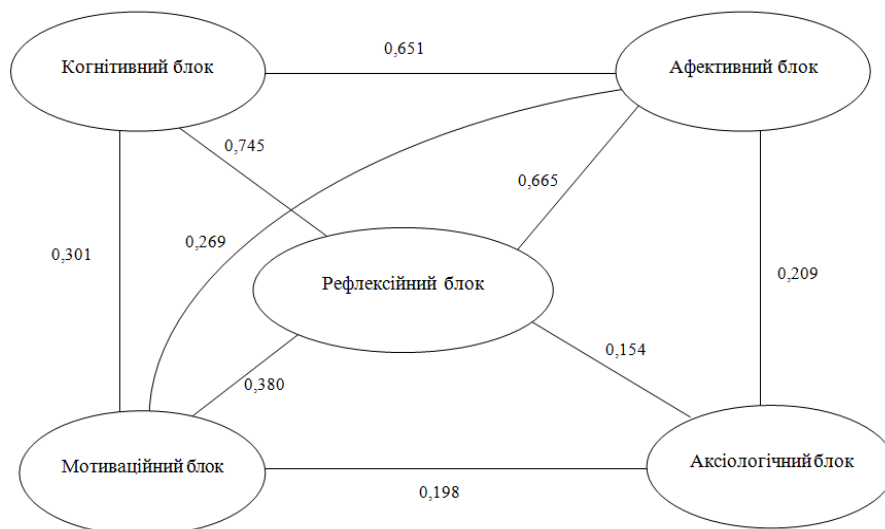 0,651
Когнітивний блок
Афективний блок
0,745
0,665
0,269
0,301
Рефлексійний блок
0,209
0,154
0,380
Мотиваційний блок
Аксіологічний блок
0,198